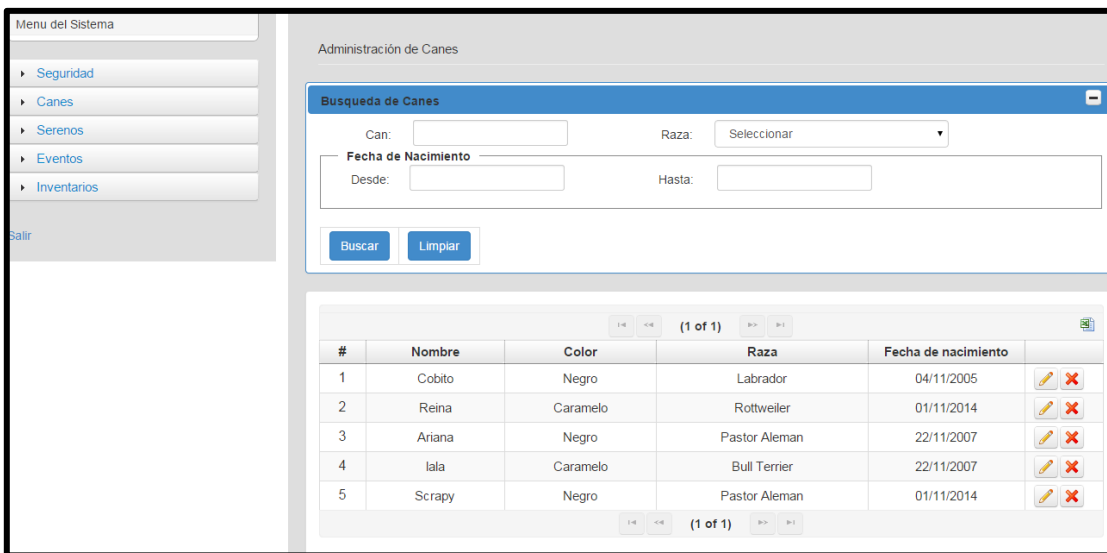 Menu del Sistema
Seguridad
Canes
Serenos
Eventos
Inventarios
Salir
Administración de Canes
Busqueda de Canes
Can: Raza: Seleccionar
Fecha de Nacimiento
Desde: Hasta:
Buscar Limpiar
(1 of 1)
# Nombre Color Raza Fecha de nacimiento
1 Cobito Negro Labrador 04/11/2005
2 Reina Caramelo Rottweiler 01/11/2014
3 Ariana Negro Pastor Aleman 22/11/2007
4 lala Caramelo Bull Terrier 22/11/2007
5 Scrapy Negro Pastor Aleman 01/11/2014
(1 of 1)